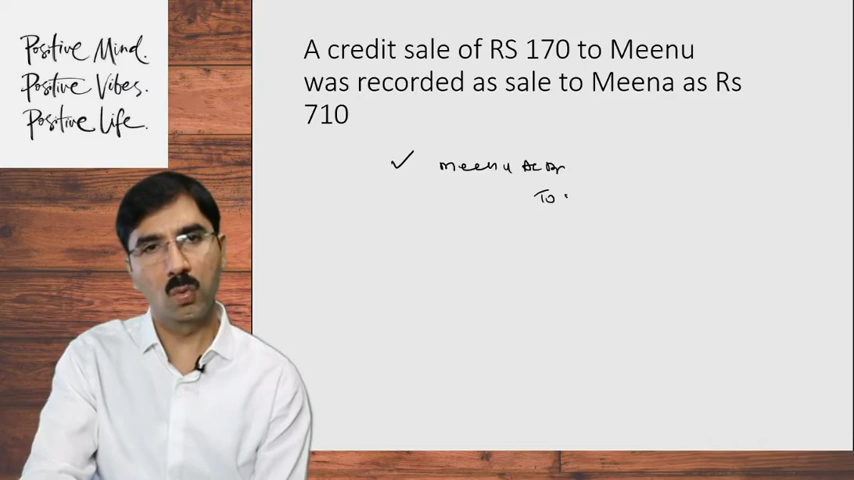 Positive Mind.
Positive Vibes.
Positive Life.
A credit sale of RS 170 to Meenu
was recorded as sale to Meena as Rs
710
✓ Meenu Ac Dr
To